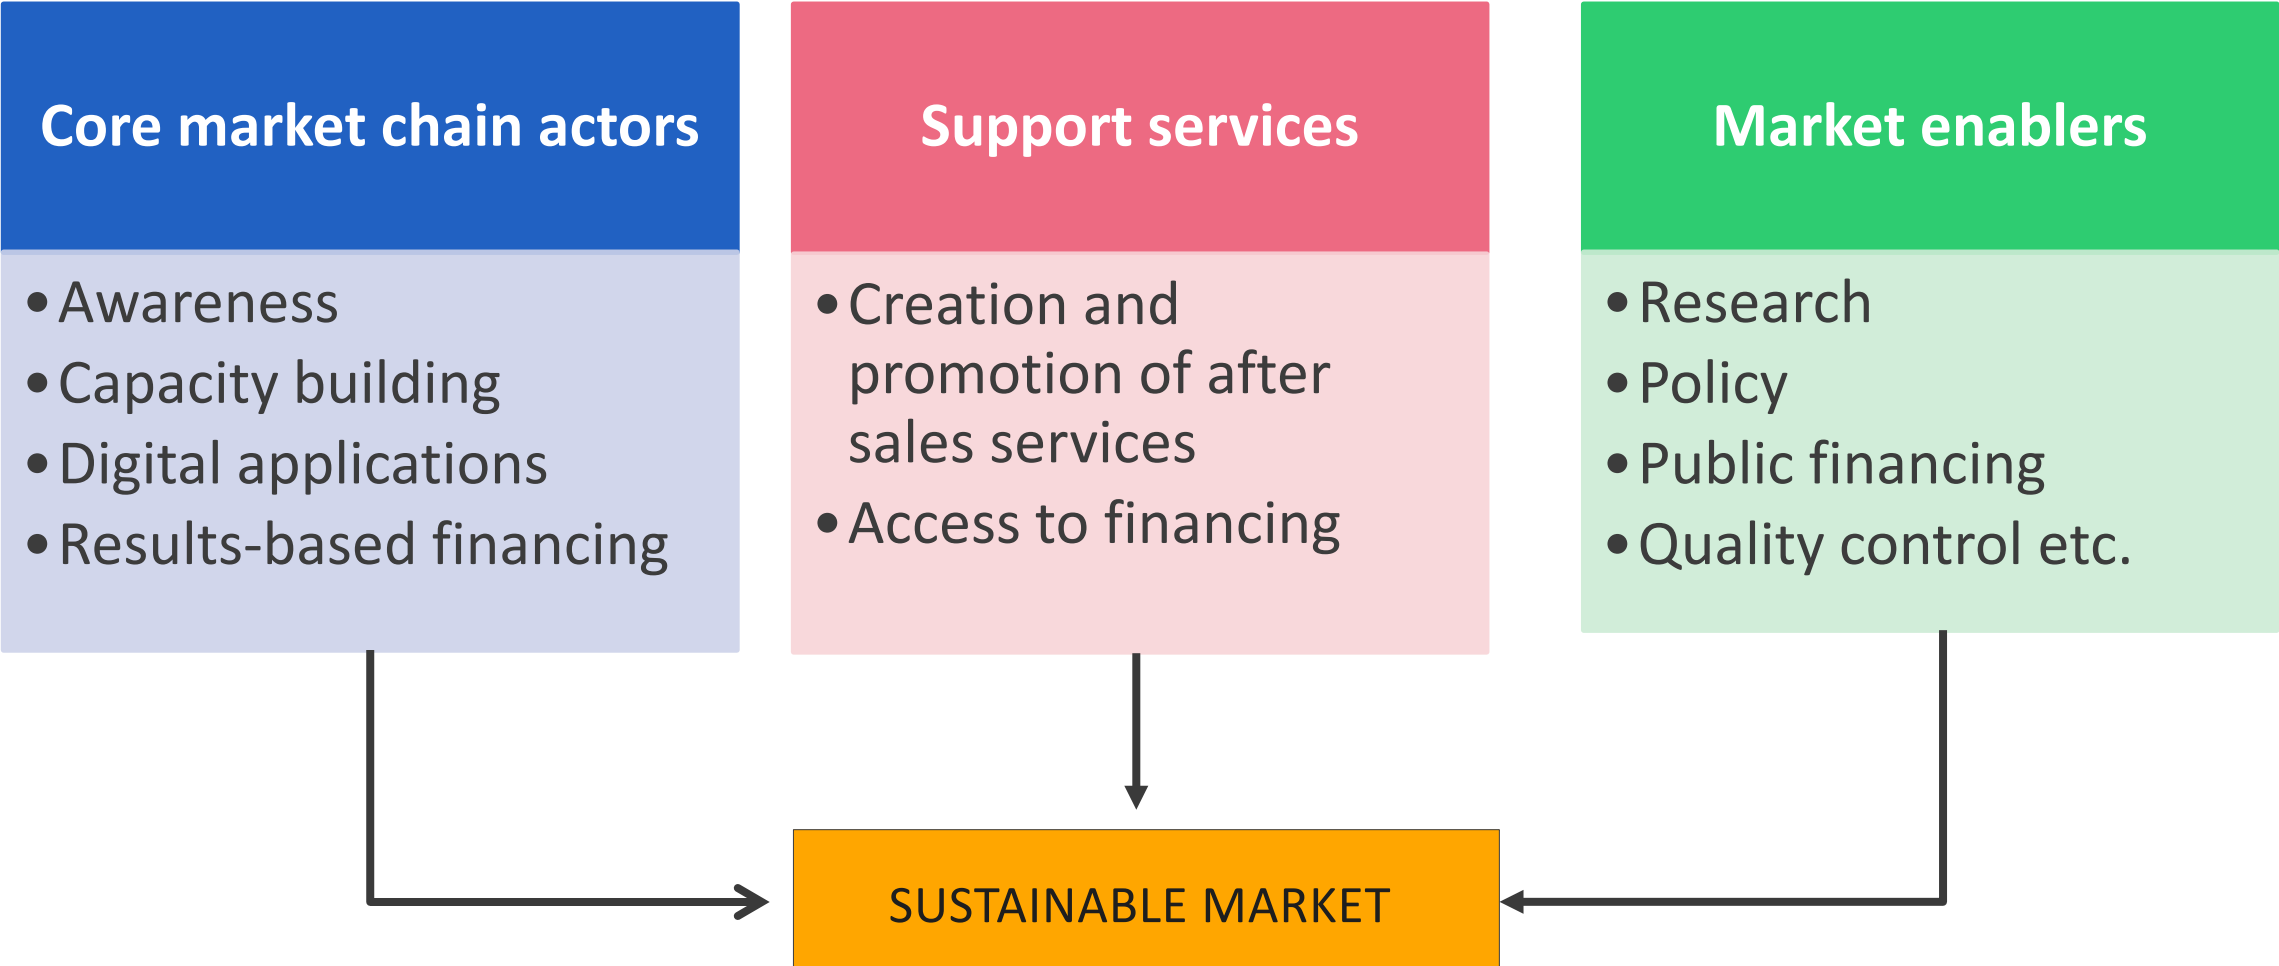 Core market chain actors
• Awareness
• Capacity building
• Digital applications
• Results-based financing
Support services
• Creation and
promotion of after
sales services
• Access to financing
Market enablers
• Research
• Policy
• Public financing
• Quality control etc.
SUSTAINABLE MARKET